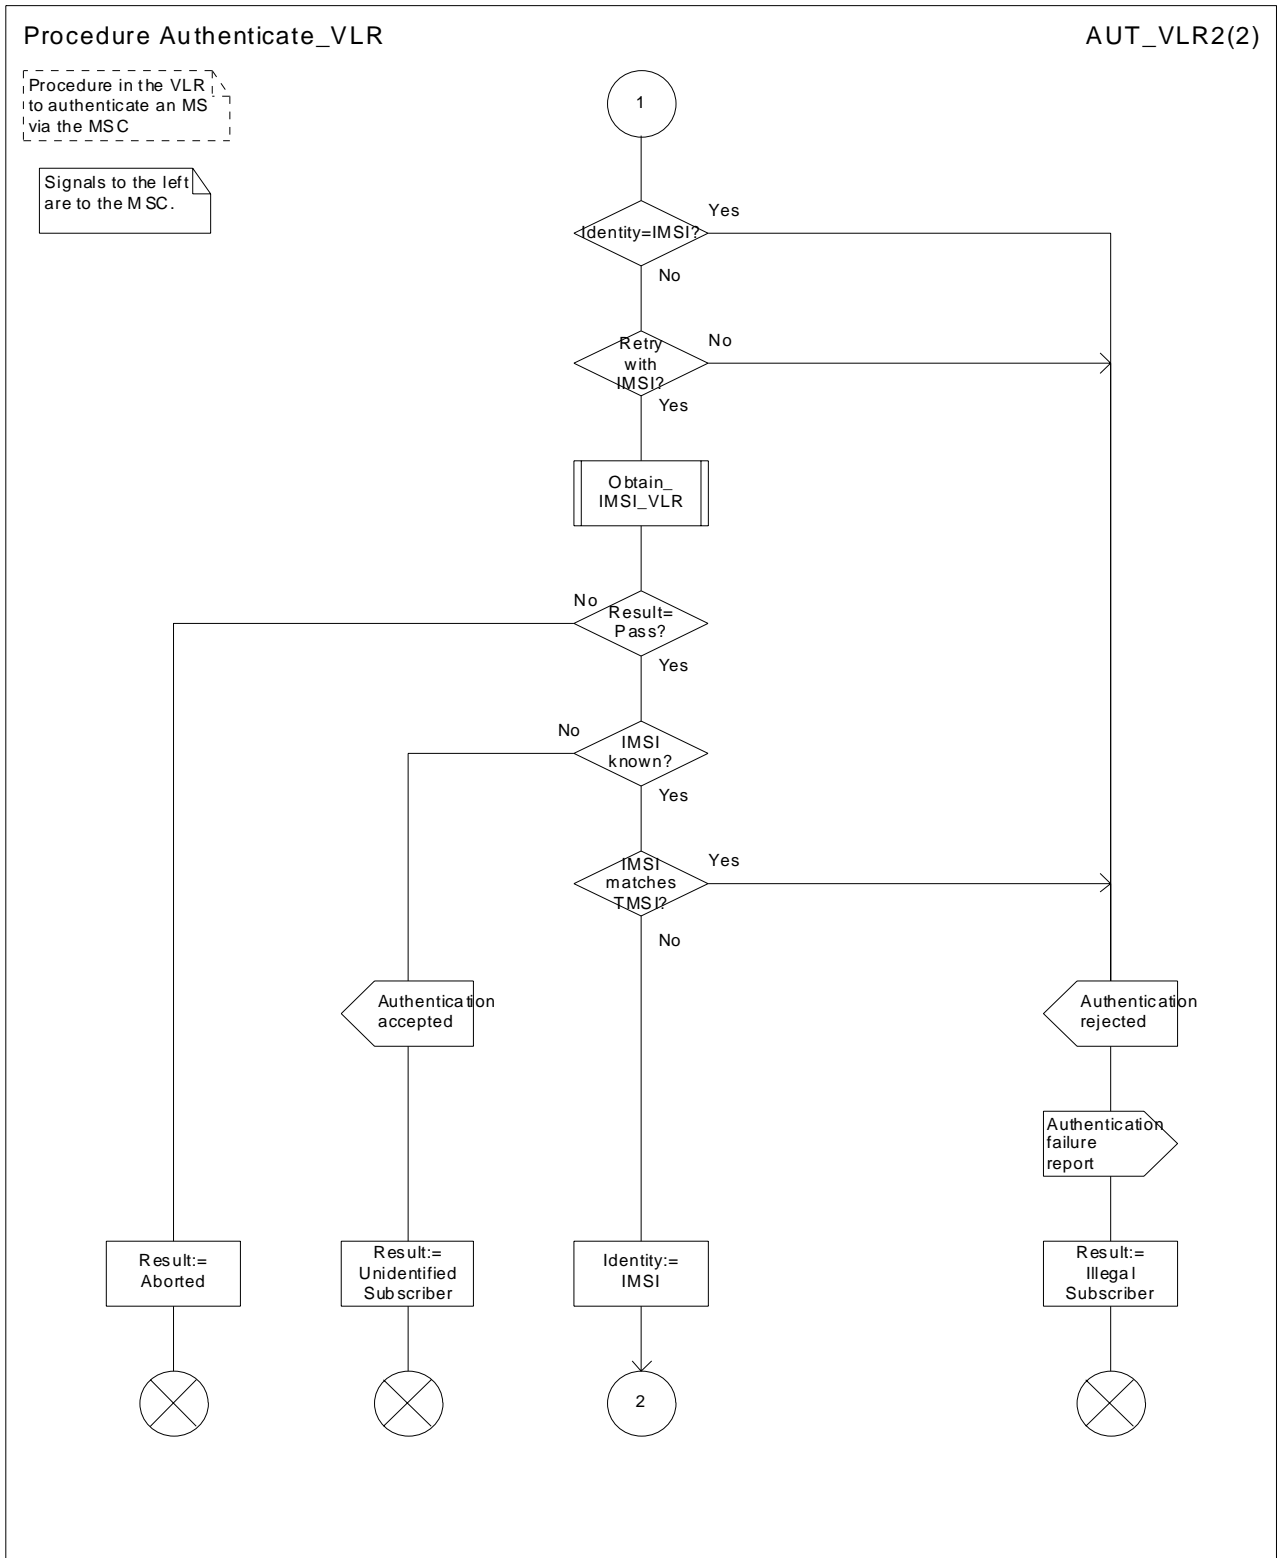 Procedure Authenticate_VLR
AUT_VLR2(2)
Procedure in the VLR
to authenticate an MS
via the MSC
Signals to the left
are to the MSC.
1
Identity=IMSI?
Yes
No
Retry
with
IMSI?
No
Yes
Obtain_
IMSI_VLR
No
Result=
Pass?
Yes
No
IMSI
known?
Yes
IMSI
matches
TMSI?
Yes
No
Authentication
accepted
Authentication
rejected
Authentication
failure
report
Result:=
Aborted
Result:=
Unidentified
Subscriber
Identity:=
IMSI
Result:=
Illegal
Subscriber
2